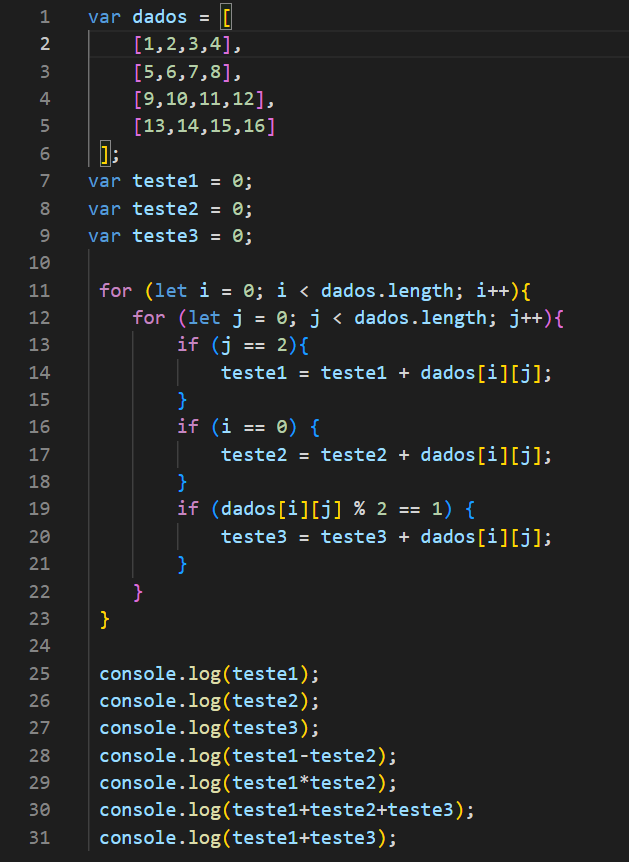 1 var dados = [
2 [1,2,3,4],
3 [5,6,7,8],
4 [9,10,11,12],
5 [13,14,15,16]
6 ];
7 var teste1 = 0;
8 var teste2 = 0;
9 var teste3 = 0;
10
11 for (let i = 0; i < dados.length; i++){
12 for (let j = 0; j < dados.length; j++){
13 if (j == 2){
14 teste1 = teste1 + dados[i][j];
15 }
16 if (i == 0) {
17 teste2 = teste2 + dados[i][j];
18 }
19 if (dados[i][j] % 2 == 1) {
20 teste3 = teste3 + dados[i][j];
21 }
22 }
23 }
24
25 console.log(teste1);
26 console.log(teste2);
27 console.log(teste3);
28 console.log(teste1-teste2);
29 console.log(teste1*teste2);
30 console.log(teste1+teste2+teste3);
31 console.log(teste1+teste3);